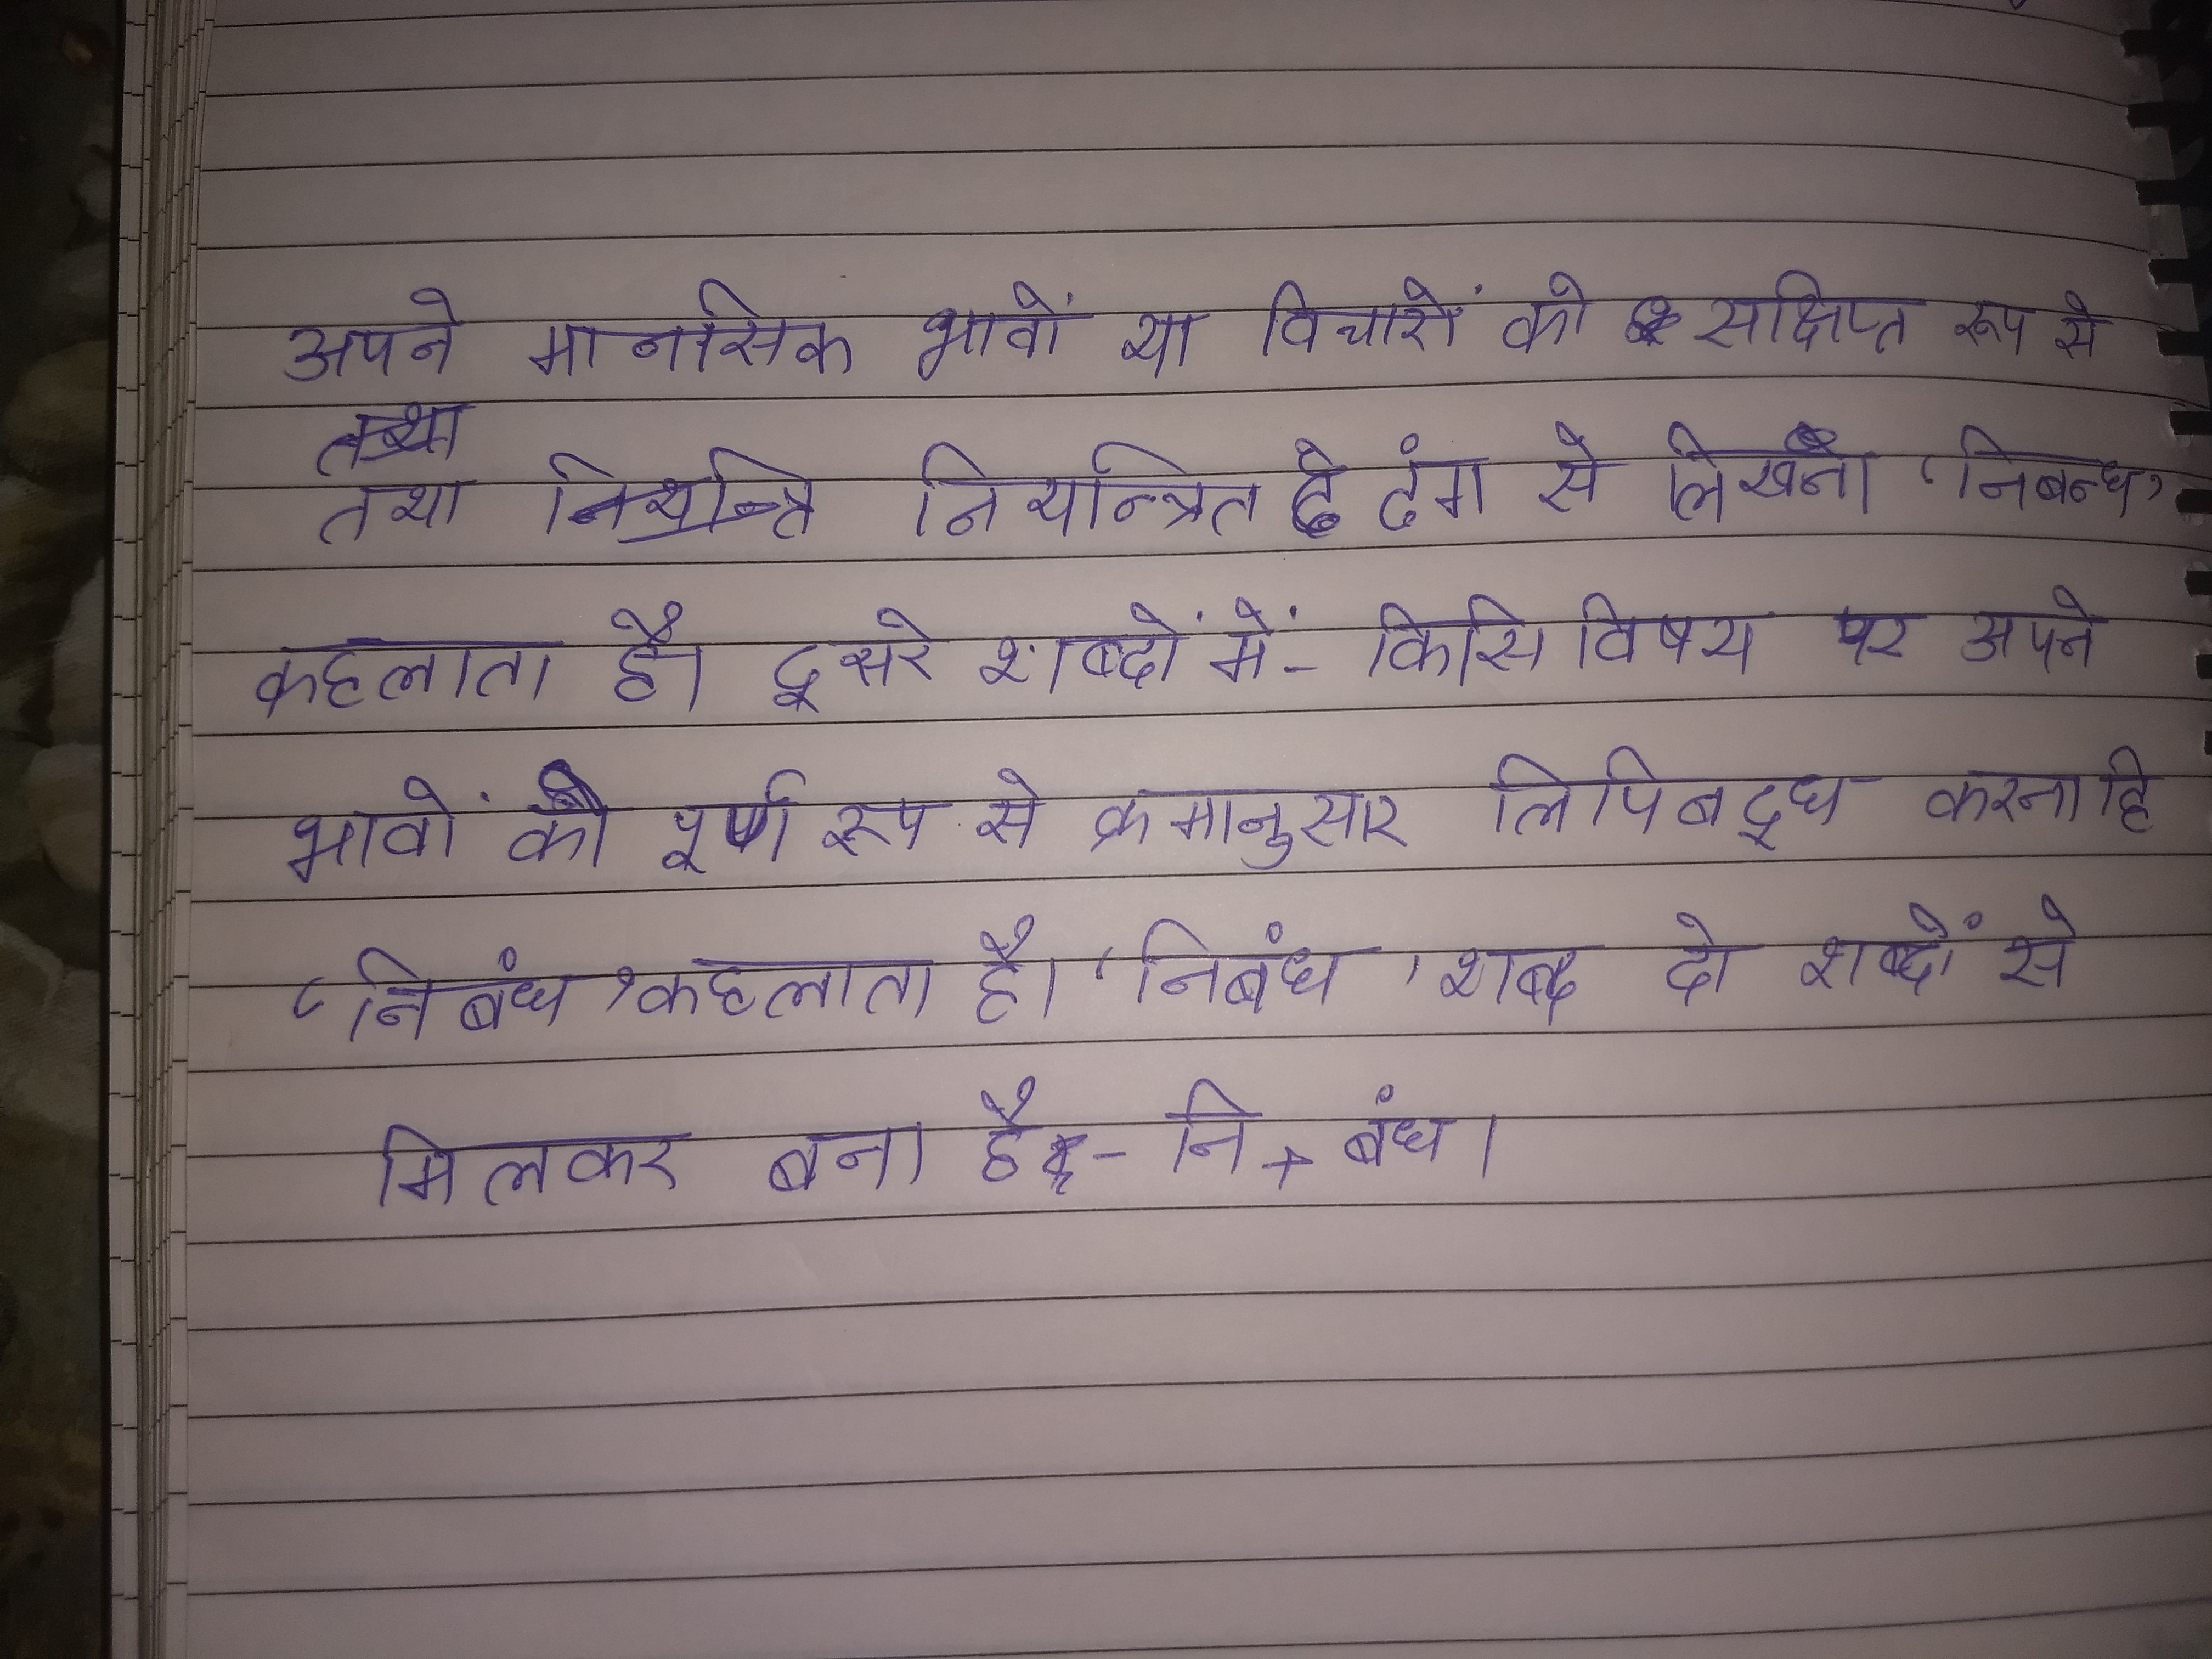 अपने मानसिक भावों या विचारों को सक्षिप्त रूप से
तथा
तथा नियन्त्रित ढंग से लिखना 'निबन्ध'
कहलाता है। दूसरे शब्दों में - किसि विषय पर अपने
भावों को पूर्ण रूप से क्रमानुसार लिपिबद्ध करना हि
'निबंध' कहलाता है। 'निबंध' शब्द दो शब्दों से
मिलकर बना है - नि + बंध।